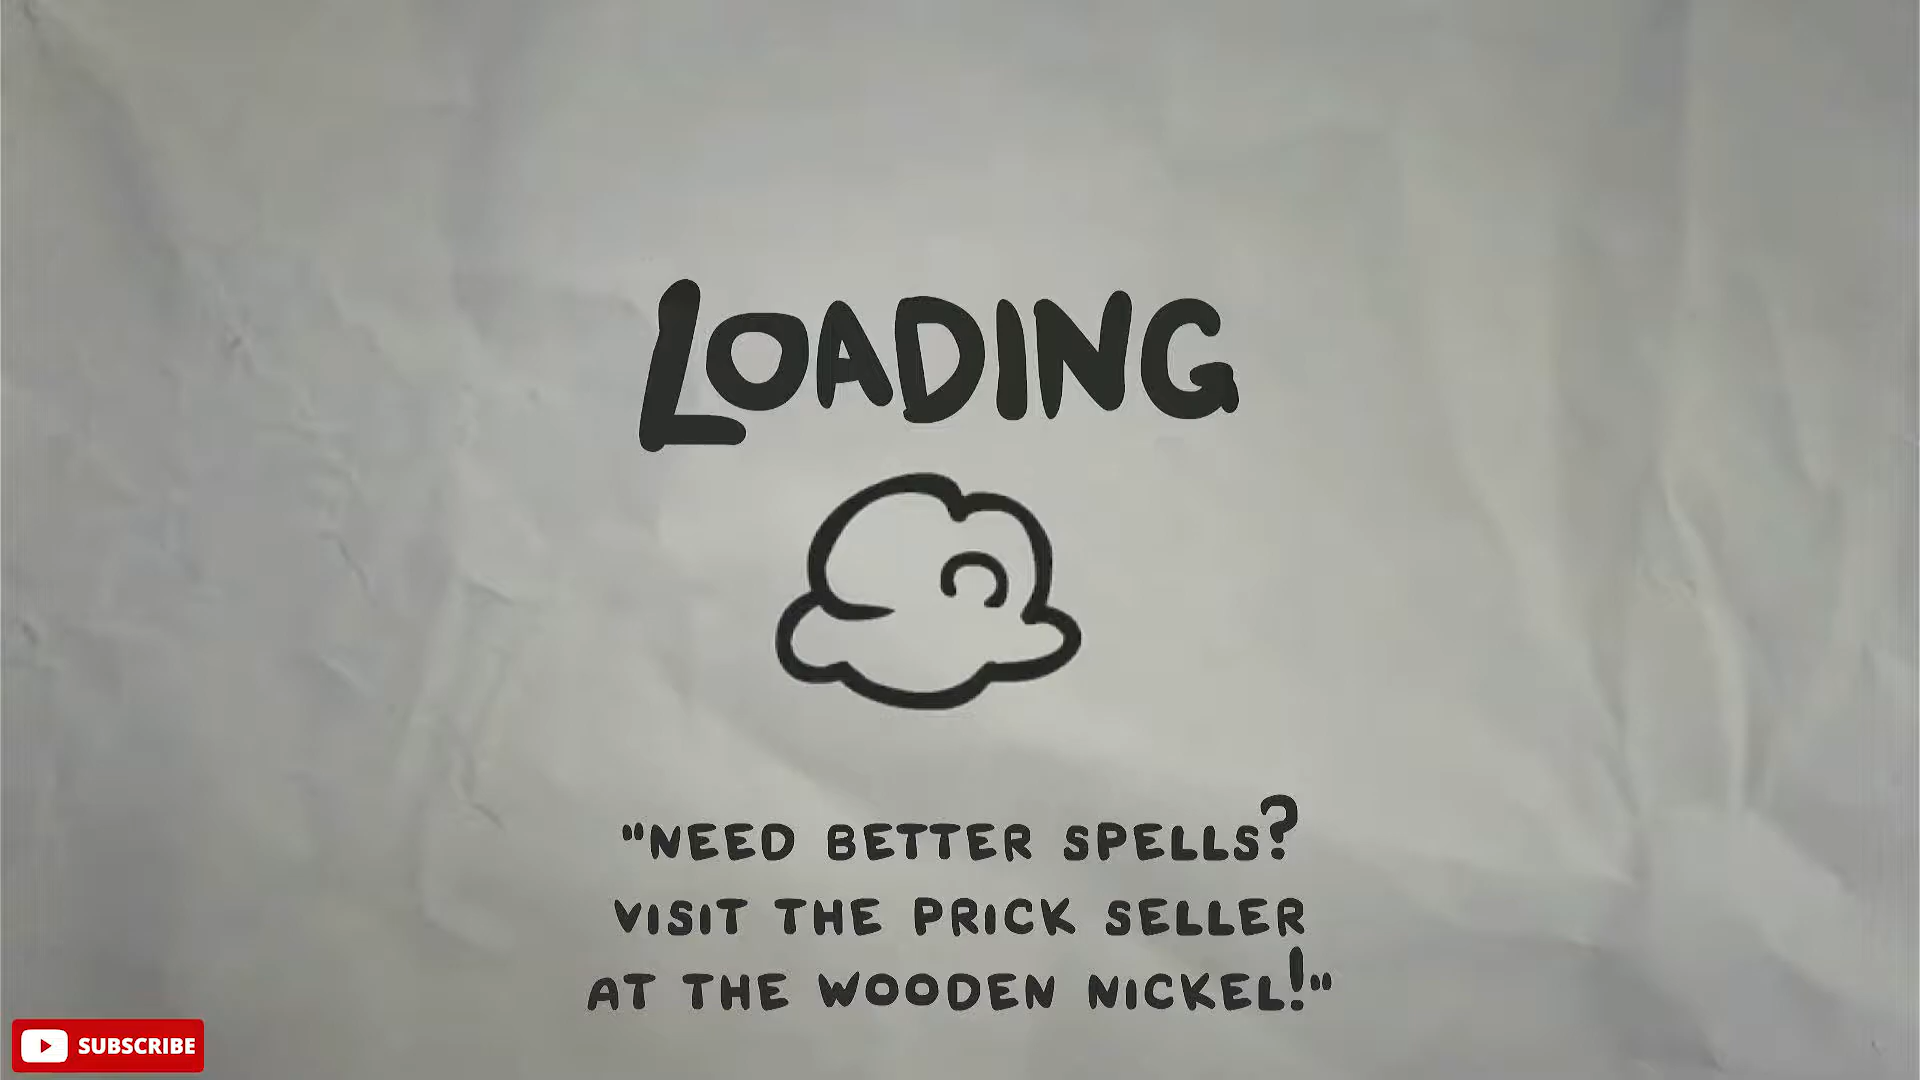 LOADING
"NEED BETTER SPELLS?
VISIT THE PRICK SELLER
AT THE WOODEN NICKEL!"
SUBSCRIBE